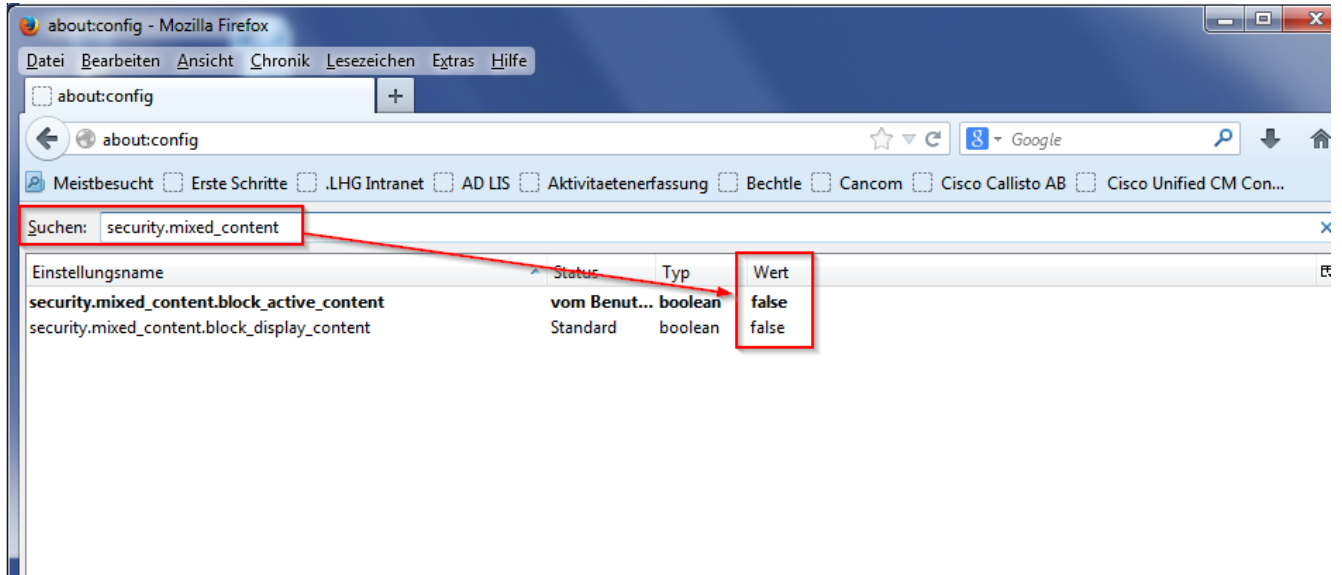 about:config - Mozilla Firefox
Datei Bearbeiten Ansicht Chronik Lesezeichen Extras Hilfe
about:config
about:config Google
Meistbesucht Erste Schritte .LHG Intranet AD LIS Aktivitaetenerfassung Bechtle Cancom Cisco Callisto AB Cisco Unified CM Con...
Suchen: security.mixed_content
Einstellungsname Status Typ Wert
security.mixed_content.block_active_content vom Benut... boolean false
security.mixed_content.block_display_content Standard boolean false